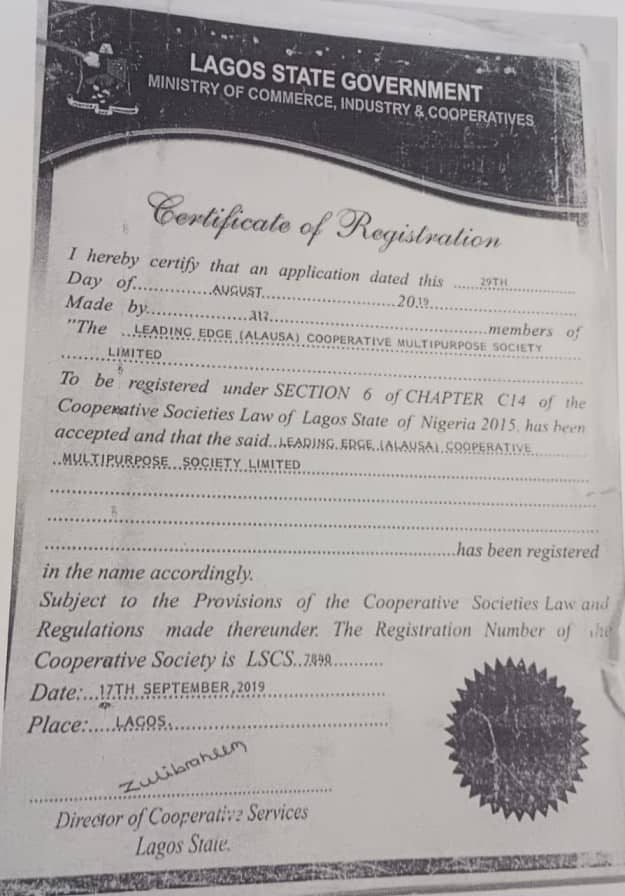 LAGOS STATE GOVERNMENT
MINISTRY OF COMMERCE, INDUSTRY & COOPERATIVES
Certificate of Registration
I hereby certify that an application dated this ......29TH..................
Day of..............AUGUST.......................2019..........................
Made by..................313..........................................members of
"The ..LEADING EDGE (ALAUSA) COOPERATIVE MULTIPURPOSE SOCIETY
........LIMITED........................................................................
To be registered under SECTION 6 of CHAPTER C14 of the
Cooperative Societies Law of Lagos State of Nigeria 2015, has been
accepted and that the said..LEADING EDGE (ALAUSA) COOPERATIVE...........
..MULTIPURPOSE SOCIETY LIMITED..................................................
..........................................................................has been registered
in the name accordingly.
Subject to the Provisions of the Cooperative Societies Law and
Regulations made thereunder. The Registration Number of the
Cooperative Society is LSCS...........
Date:...17TH SEPTEMBER,2019......................
Place:.....LAGOS.......................................
Zulibraheem
Director of Cooperative Services
Lagos State.